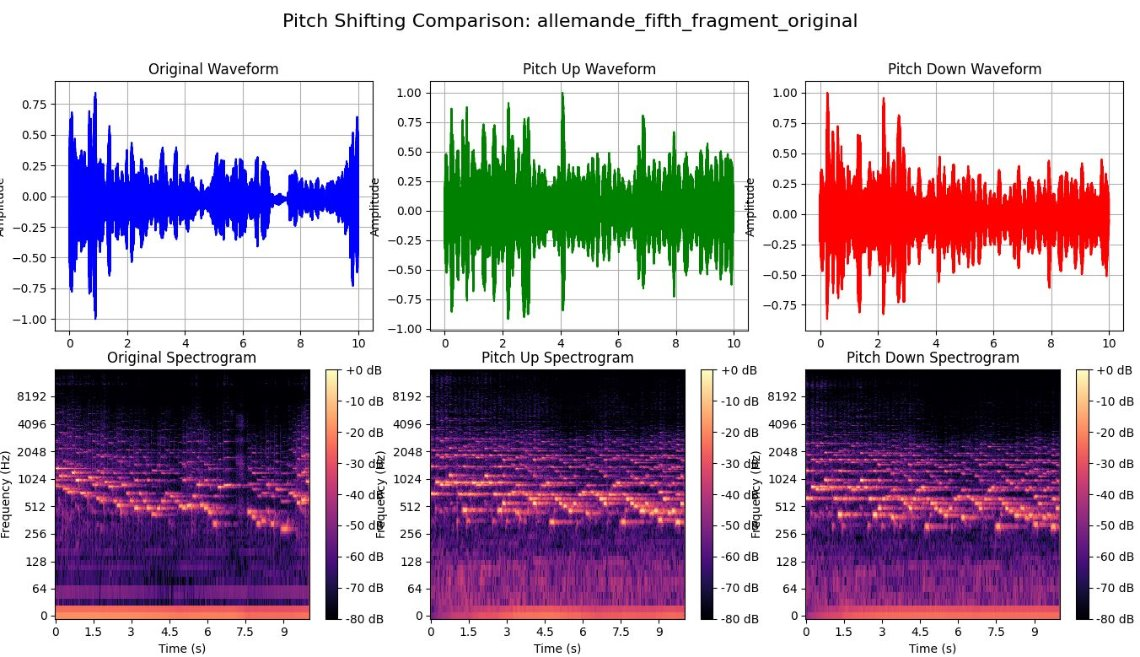 Pitch Shifting Comparison: allemande_fifth_fragment_original
Original Waveform
Pitch Up Waveform
Pitch Down Waveform
Amplitude
0.75
0.50
0.25
0.00
−0.25
−0.50
−0.75
−1.00
0 2 4 6 8 10
Amplitude
1.00
0.75
0.50
0.25
0.00
−0.25
−0.50
−0.75
−1.00
0 2 4 6 8 10
Amplitude
1.00
0.75
0.50
0.25
0.00
−0.25
−0.50
−0.75
0 2 4 6 8 10
Original Spectrogram
Pitch Up Spectrogram
Pitch Down Spectrogram
Frequency (Hz)
8192
4096
2048
1024
512
256
128
64
0
0 1.5 3 4.5 6 7.5 9
Time (s)
+0 dB
-10 dB
-20 dB
-30 dB
-40 dB
-50 dB
-60 dB
-70 dB
-80 dB
Frequency (Hz)
0 1.5 3 4.5 6 7.5 9
Time (s)
+0 dB
-10 dB
-20 dB
-30 dB
-40 dB
-50 dB
-60 dB
-70 dB
-80 dB
Frequency (Hz)
8192
4096
2048
1024
512
256
128
64
0
0 1.5 3 4.5 6 7.5 9
Time (s)
+0 dB
-10 dB
-20 dB
-30 dB
-40 dB
-50 dB
-60 dB
-70 dB
-80 dB